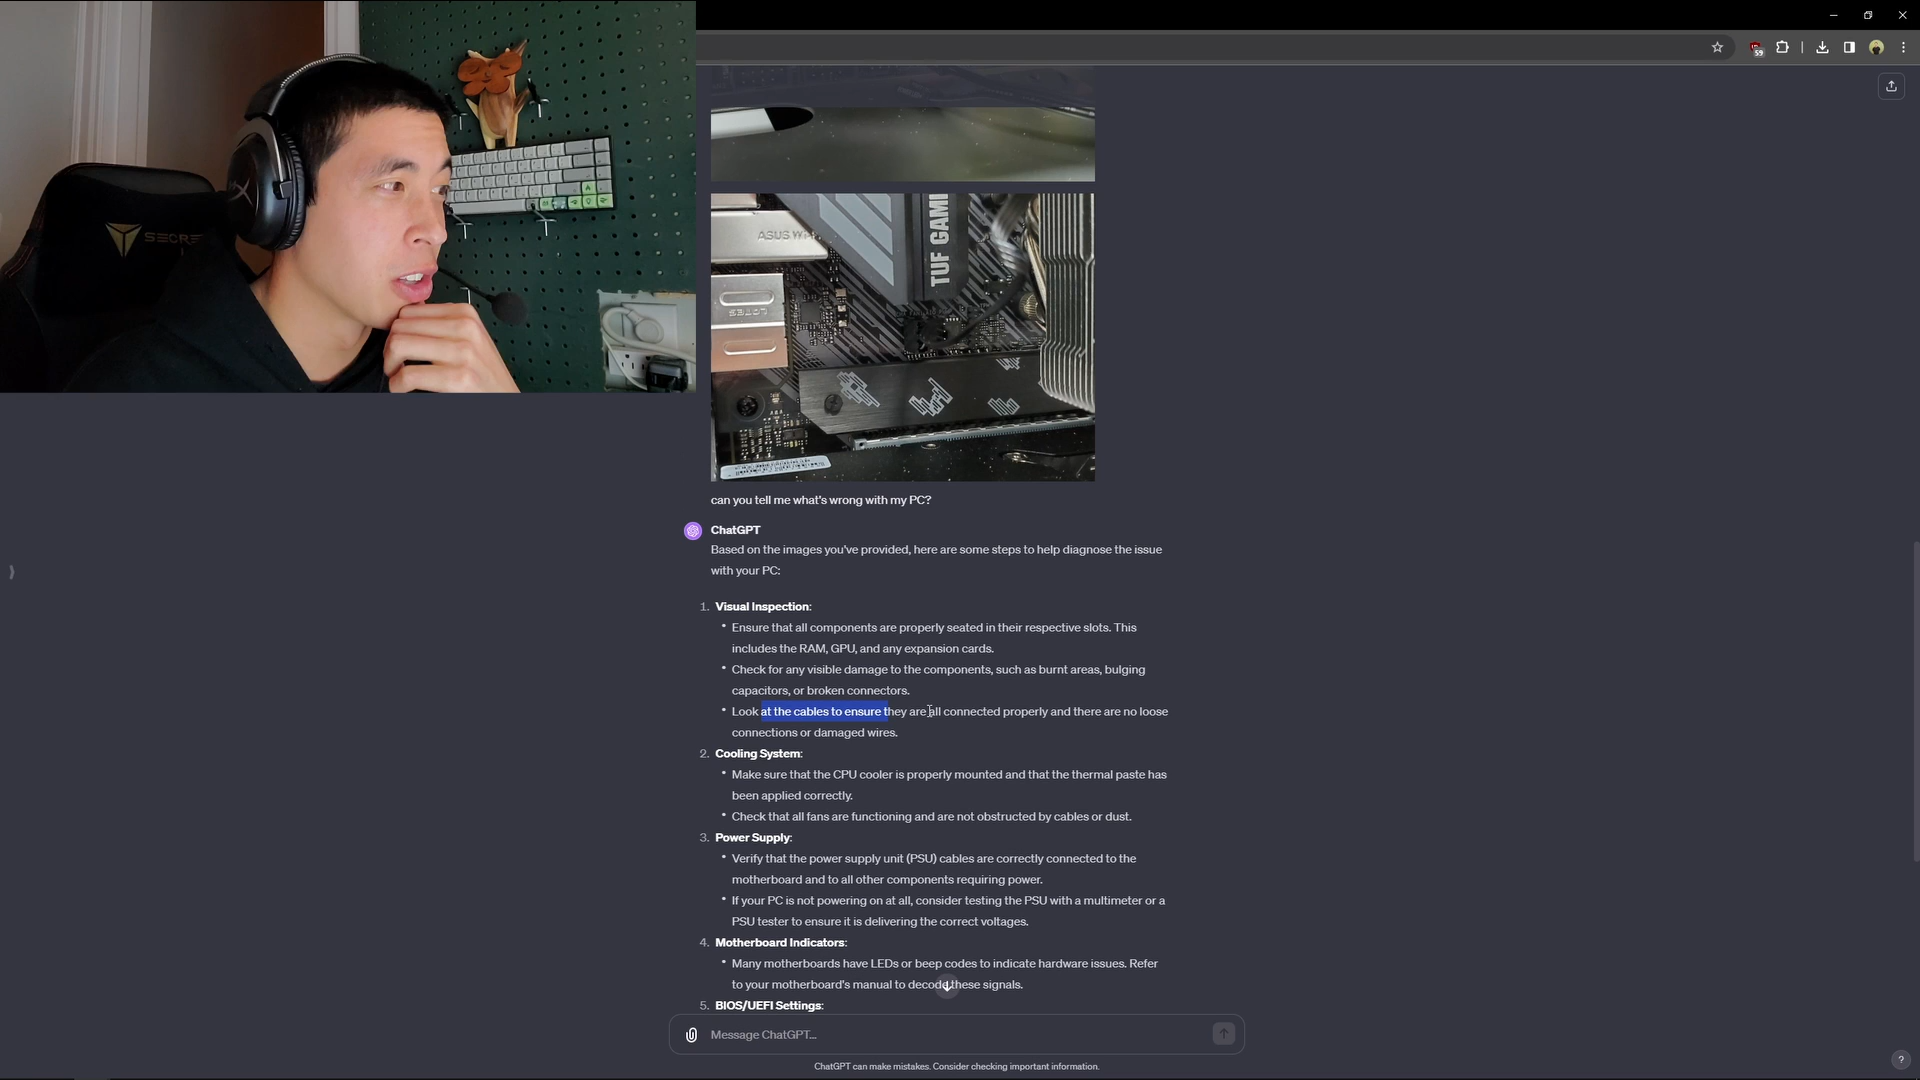 SECRE
59
ASUS Wi
TUF GAMI
LOTES
can you tell me what's wrong with my PC?
ChatGPT
Based on the images you've provided, here are some steps to help diagnose the issue
with your PC:
1. Visual Inspection:
• Ensure that all components are properly seated in their respective slots. This
includes the RAM, GPU, and any expansion cards.
• Check for any visible damage to the components, such as burnt areas, bulging
capacitors, or broken connectors.
• Look at the cables to ensure they are all connected properly and there are no loose
connections or damaged wires.
2. Cooling System:
• Make sure that the CPU cooler is properly mounted and that the thermal paste has
been applied correctly.
• Check that all fans are functioning and are not obstructed by cables or dust.
3. Power Supply:
• Verify that the power supply unit (PSU) cables are correctly connected to the
motherboard and to all other components requiring power.
• If your PC is not powering on at all, consider testing the PSU with a multimeter or a
PSU tester to ensure it is delivering the correct voltages.
4. Motherboard Indicators:
• Many motherboards have LEDs or beep codes to indicate hardware issues. Refer
to your motherboard's manual to decode these signals.
5. BIOS/UEFI Settings:
Message ChatGPT...
ChatGPT can make mistakes. Consider checking important information.
?